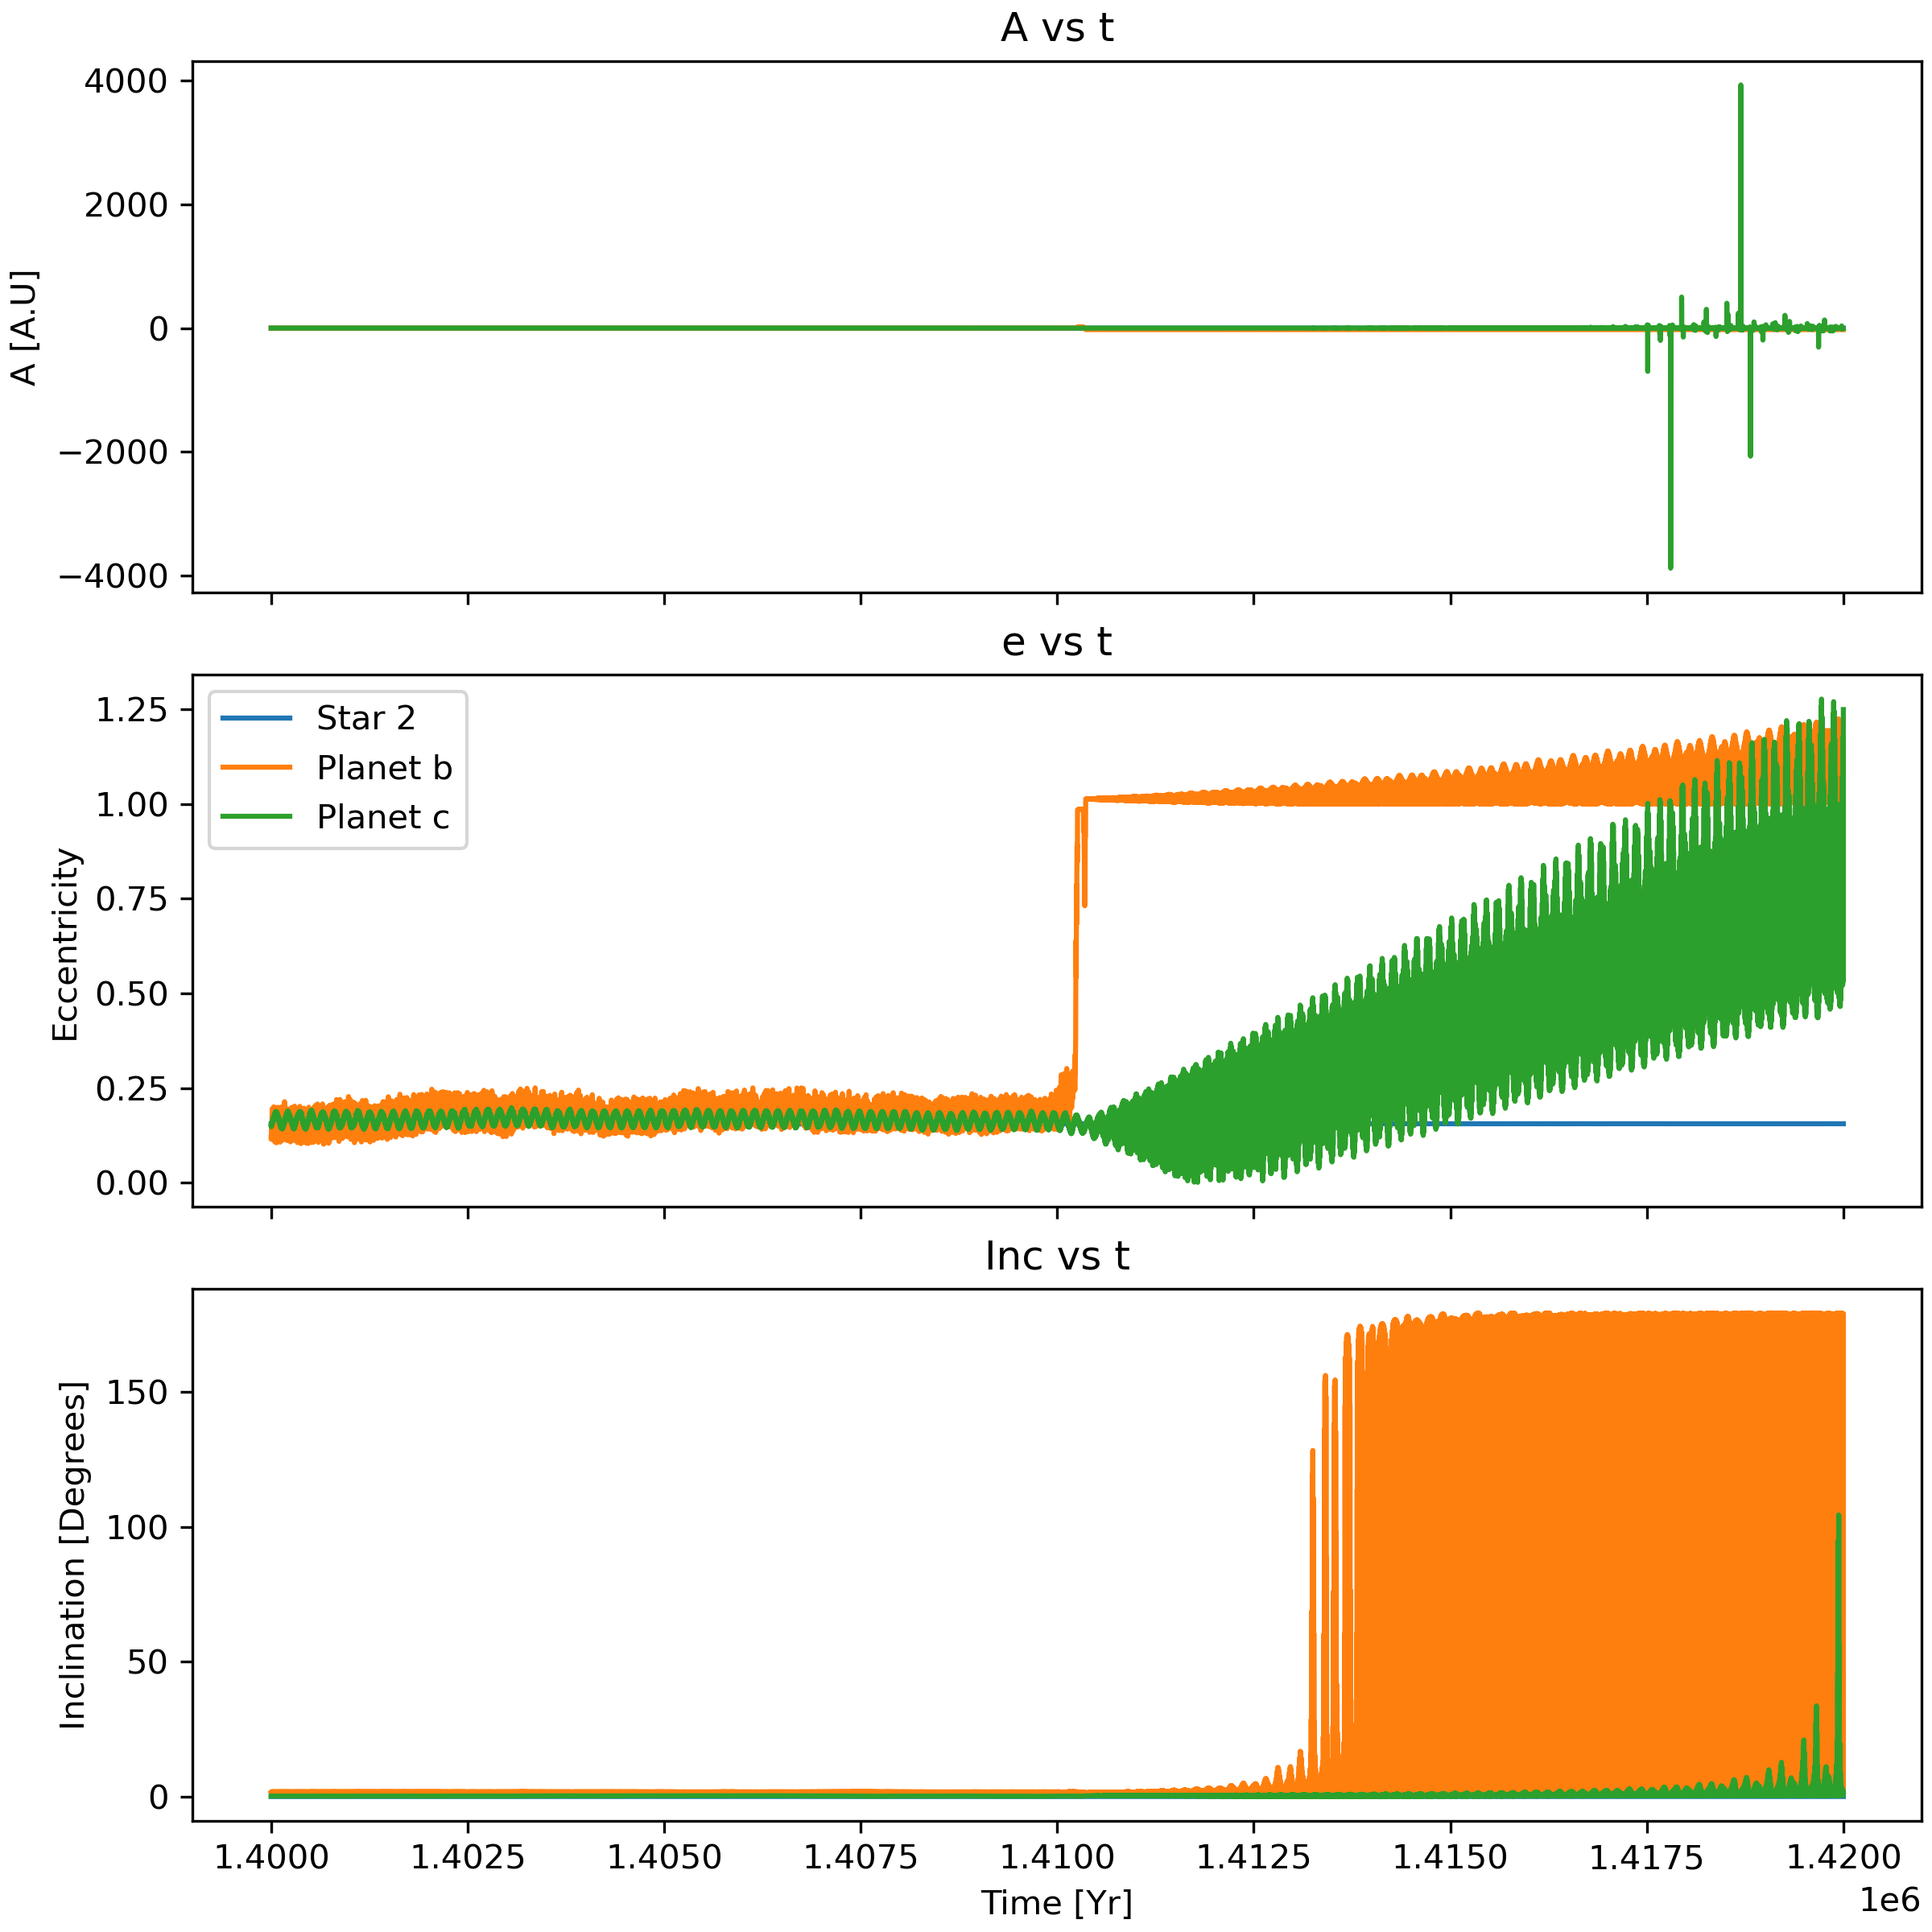 A vs t
4000
2000
0
−2000
−4000
A [A.U]
e vs t
1.25
1.00
0.75
0.50
0.25
0.00
Eccentricity
Star 2
Planet b
Planet c
Inc vs t
150
100
50
0
Inclination [Degrees]
1.4000 1.4025 1.4050 1.4075 1.4100 1.4125 1.4150 1.4175 1.4200
1e6
Time [Yr]